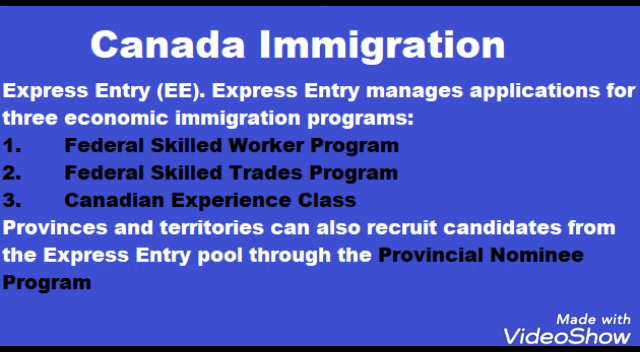 Canada Immigration
Express Entry (EE). Express Entry manages applications for
three economic immigration programs:
1. Federal Skilled Worker Program
2. Federal Skilled Trades Program
3. Canadian Experience Class
Provinces and territories can also recruit candidates from
the Express Entry pool through the Provincial Nominee
Program
Made with
VideoShow